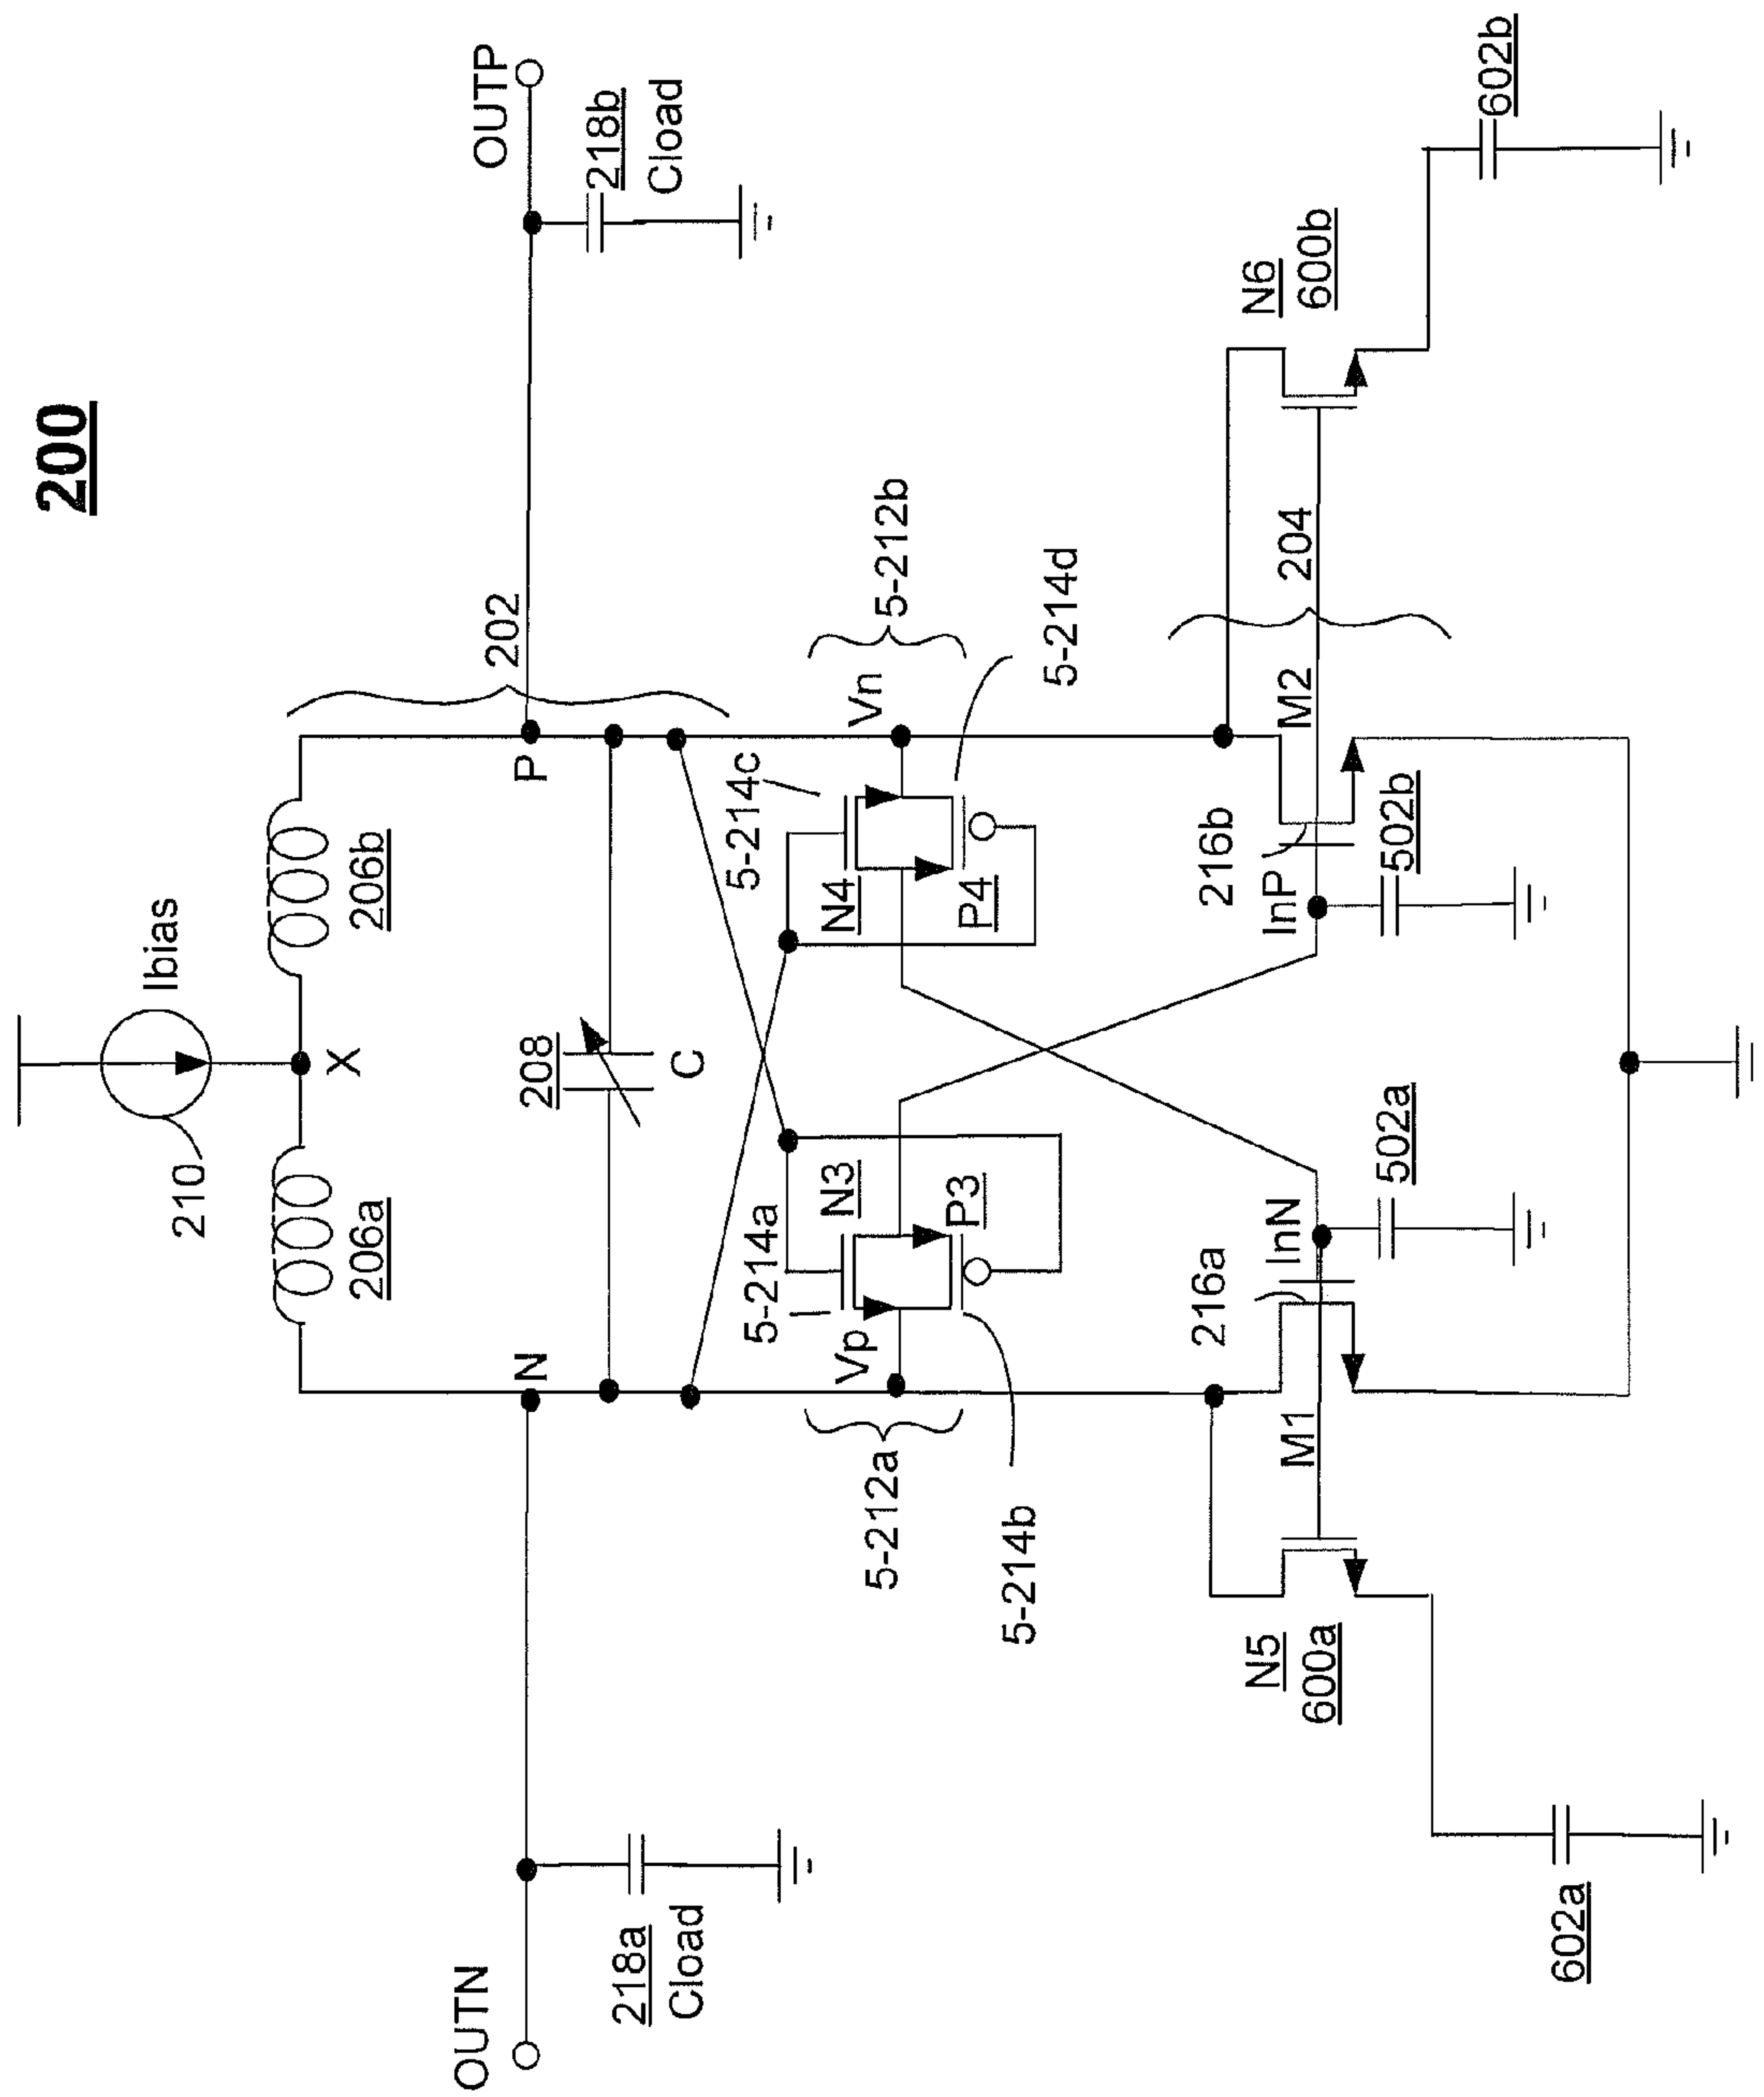 200
Ibias
210
X
206a
206b
OUTN
OUTP
N
P
202
218a
Cload
218b
Cload
208
C
5-214a
5-214c
Vp
Vn
N3
N4
5-212a
5-212b
P3
P4
5-214b
5-214d
216a
216b
InN
InP
M1
M2
204
N5
600a
N6
600b
502a
502b
602a
602b